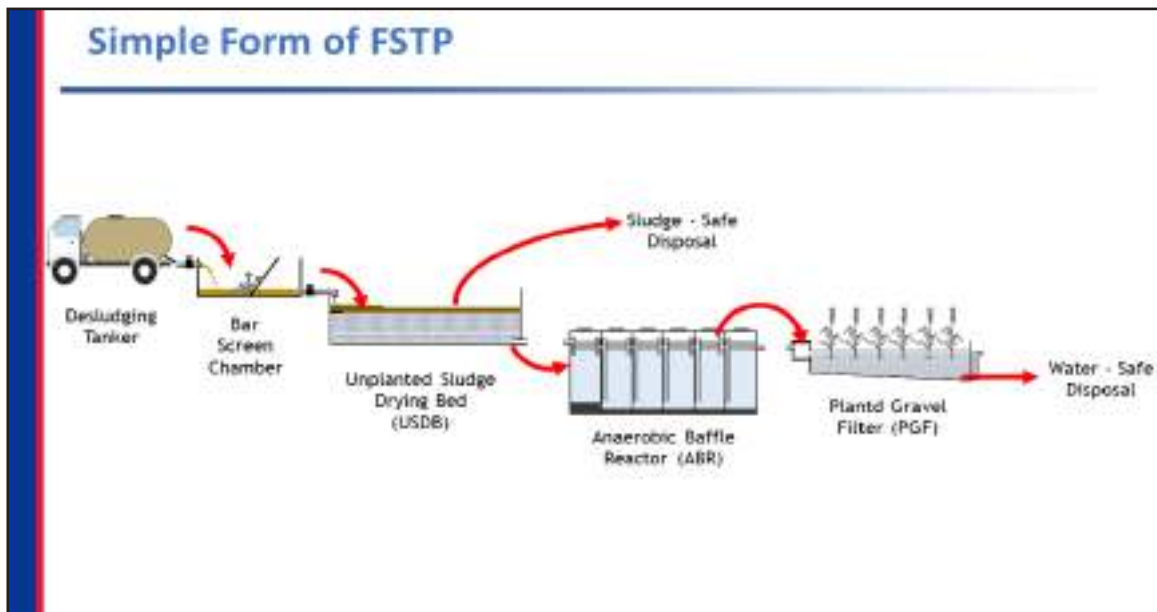 Simple Form of FSTP
Sludge - Safe
Disposal
Desludging
Tanker
Bar
Screen
Chamber
Unplanted Sludge
Drying Bed
(USDB)
Anaerobic Baffle
Reactor (ABR)
Plantd Gravel
Filter (PGF)
Water - Safe
Disposal